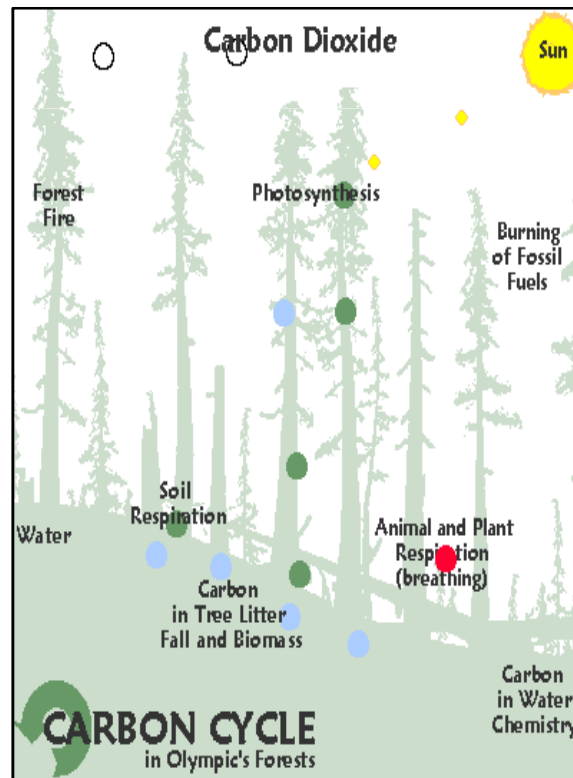 Carbon Dioxide
Sun
Forest
Fire
Photosynthesis
Burning
of Fossil
Fuels
Soil
Respiration
Water
Animal and Plant
Respiration
(breathing)
Carbon
in Tree Litter
Fall and Biomass
Carbon
in Water
Chemistry
CARBON CYCLE
in Olympic's Forests